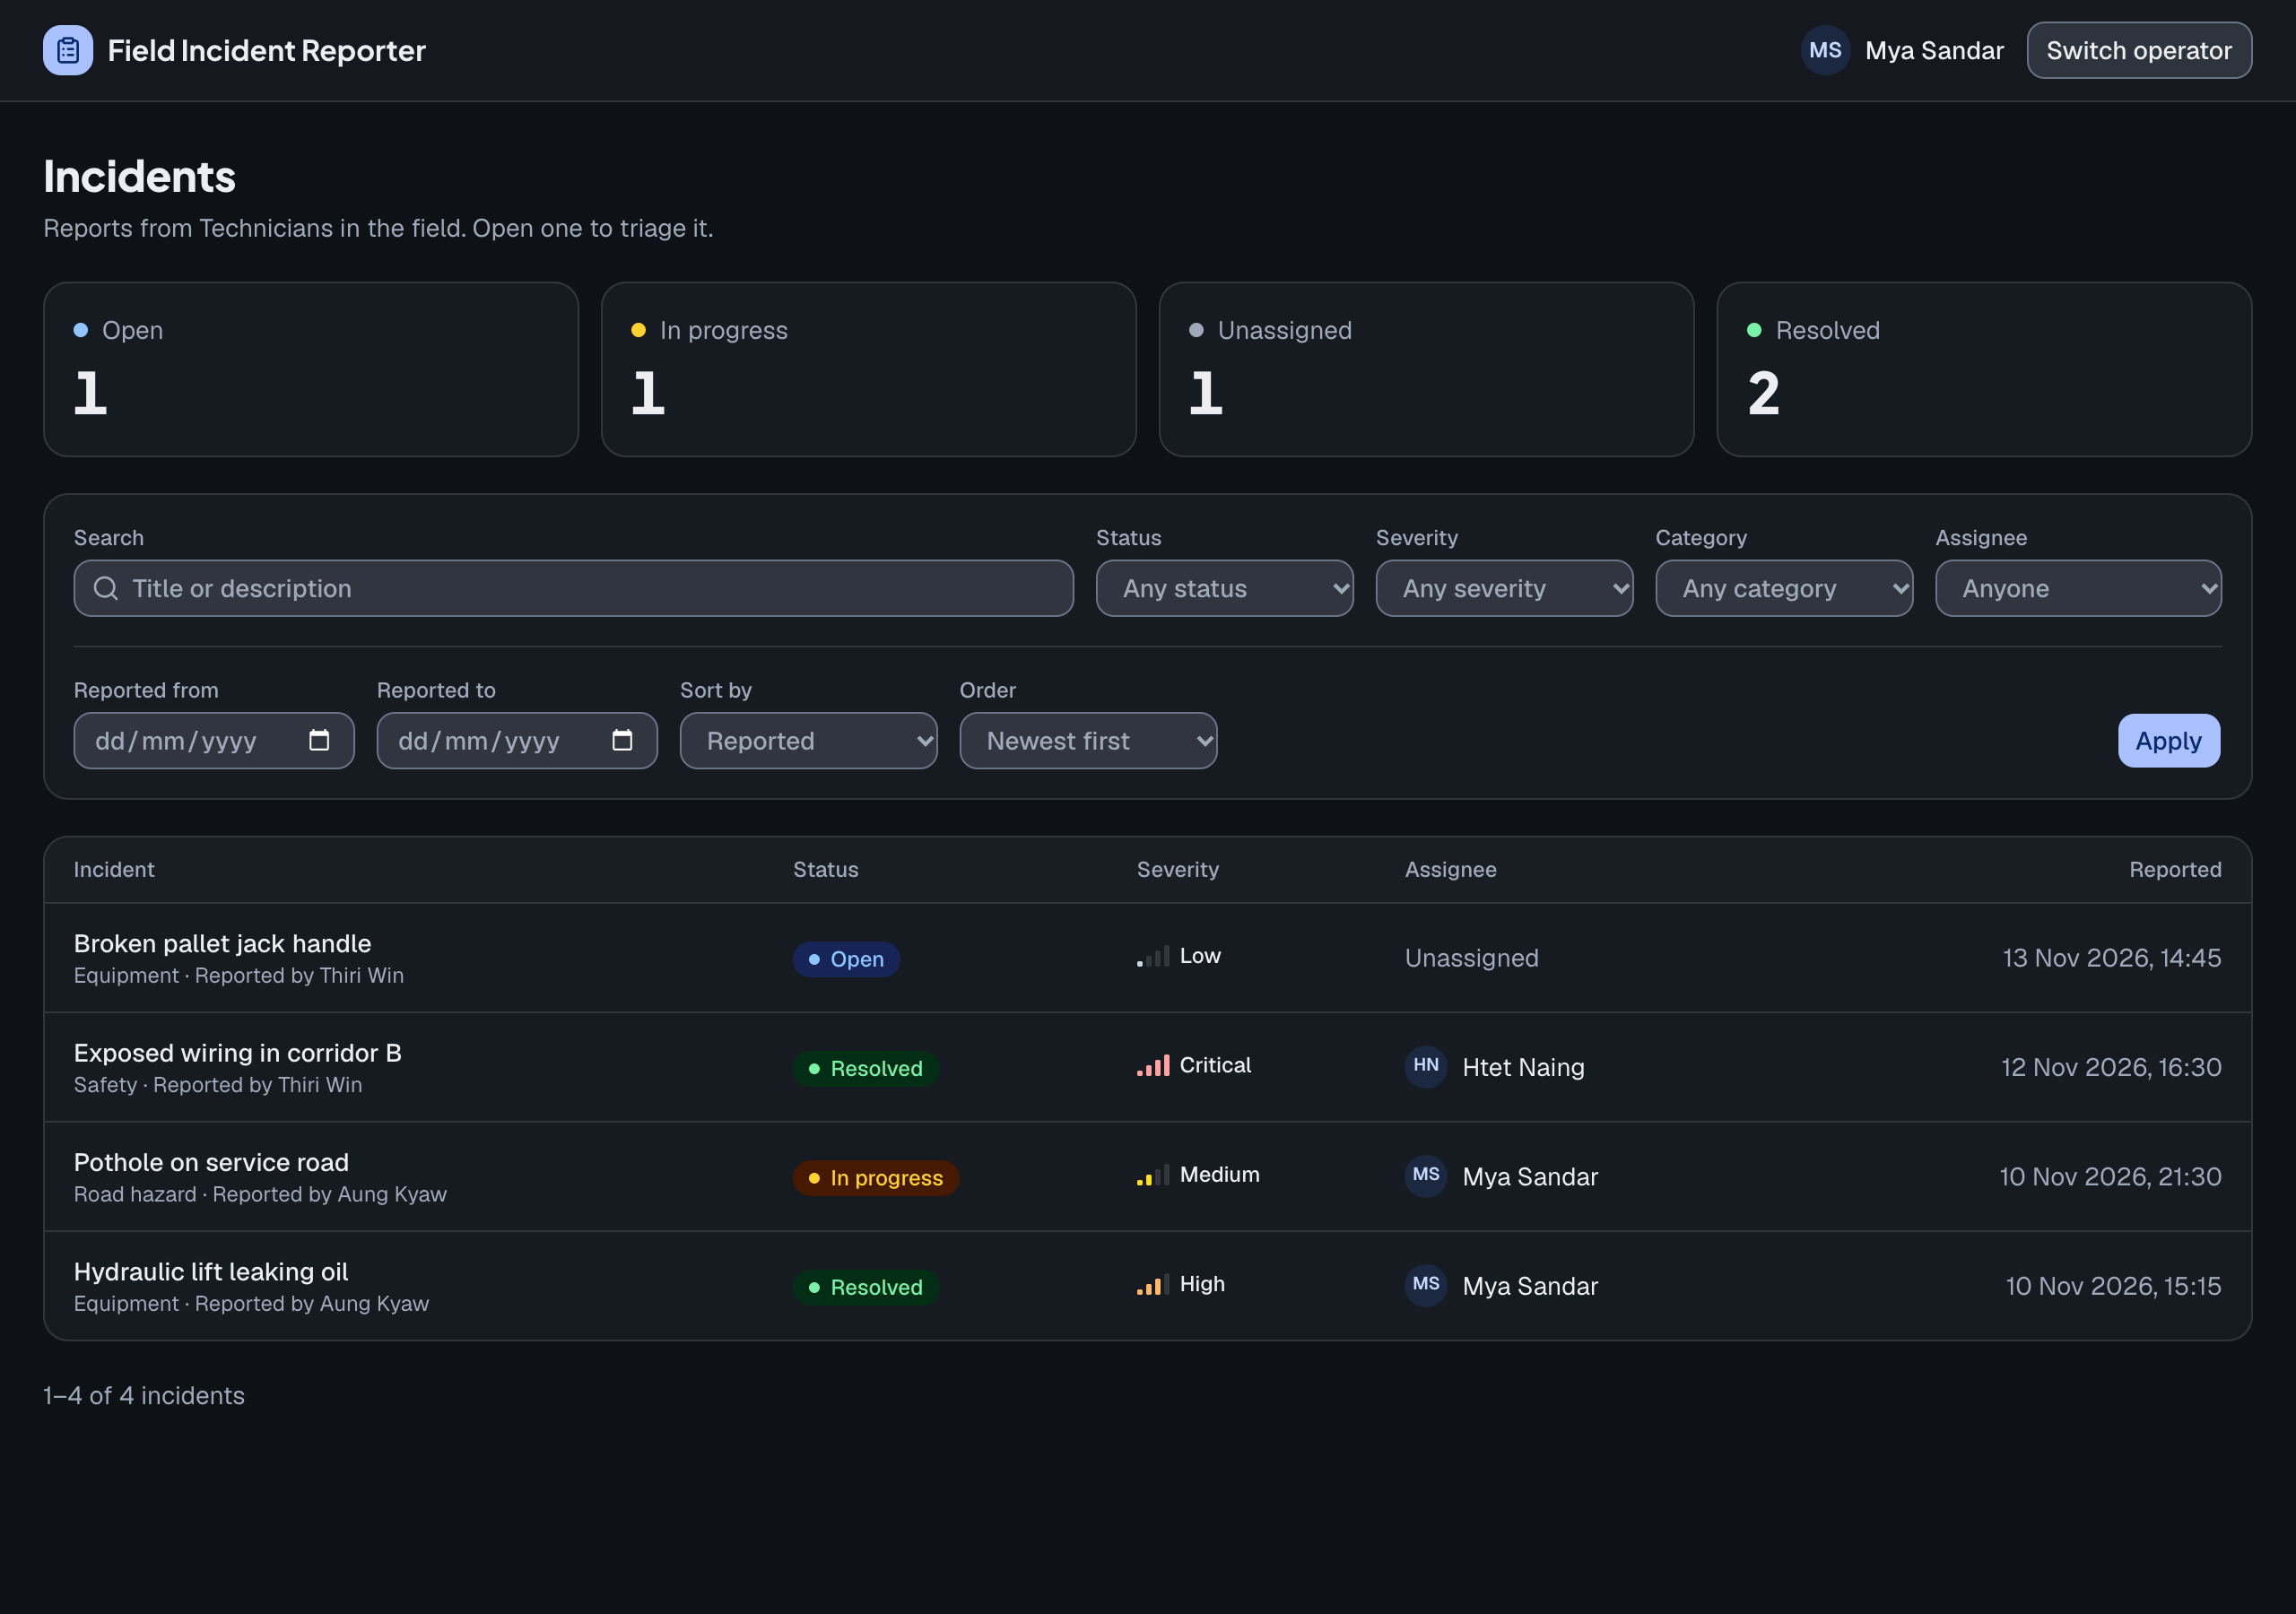 Field Incident Reporter
MS Mya Sandar Switch operator
Incidents
Reports from Technicians in the field. Open one to triage it.
Open In progress Unassigned Resolved
1 1 1 2
Search Status Severity Category Assignee
Title or description Any status Any severity Any category Anyone
Reported from Reported to Sort by Order
dd/mm/yyyy dd/mm/yyyy Reported Newest first Apply
Incident Status Severity Assignee Reported
Broken pallet jack handle
Equipment · Reported by Thiri Win
Open Low Unassigned 13 Nov 2026, 14:45
Exposed wiring in corridor B
Safety · Reported by Thiri Win
Resolved Critical HN Htet Naing 12 Nov 2026, 16:30
Pothole on service road
Road hazard · Reported by Aung Kyaw
In progress Medium MS Mya Sandar 10 Nov 2026, 21:30
Hydraulic lift leaking oil
Equipment · Reported by Aung Kyaw
Resolved High MS Mya Sandar 10 Nov 2026, 15:15
1–4 of 4 incidents